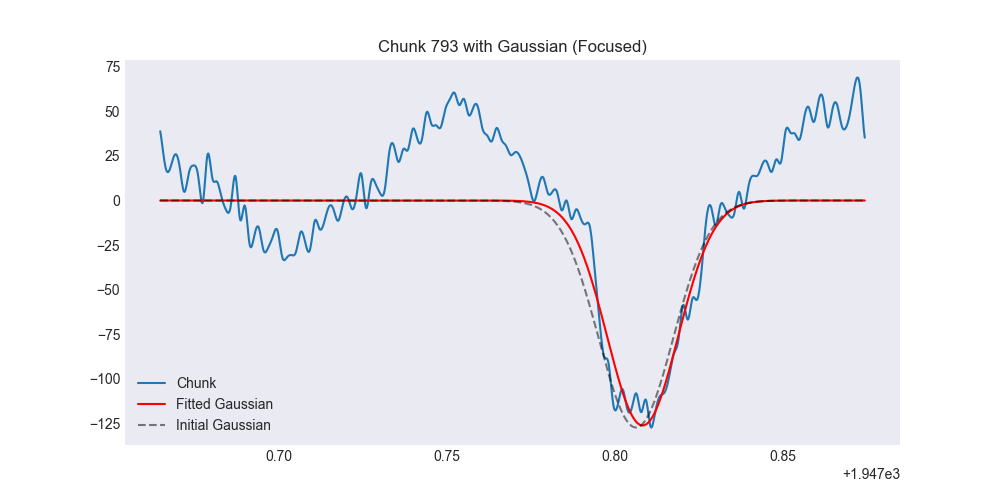 Chunk 793 with Gaussian (Focused)
75
50
25
0
−25
−50
−75
−100
−125
Chunk
Fitted Gaussian
Initial Gaussian
0.70 0.75 0.80 0.85
+1.947e3